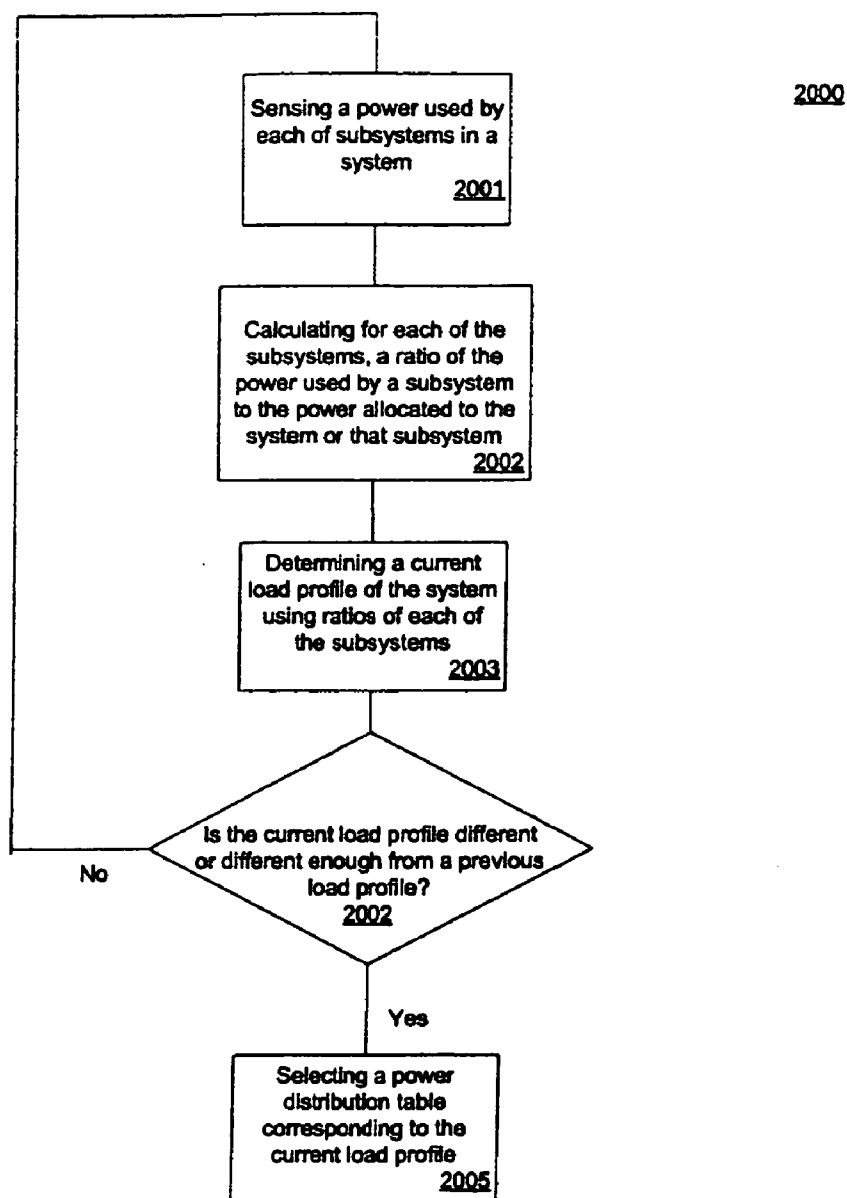 2000
Sensing a power used by
each of subsystems in a
system
2001
Calculating for each of the
subsystems, a ratio of the
power used by a subsystem
to the power allocated to the
system or that subsystem
2002
Determining a current
load profile of the system
using ratios of each of
the subsystems
2003
Is the current load profile different
or different enough from a previous
load profile?
2002
No
Yes
Selecting a power
distribution table
corresponding to the
current load profile
2005